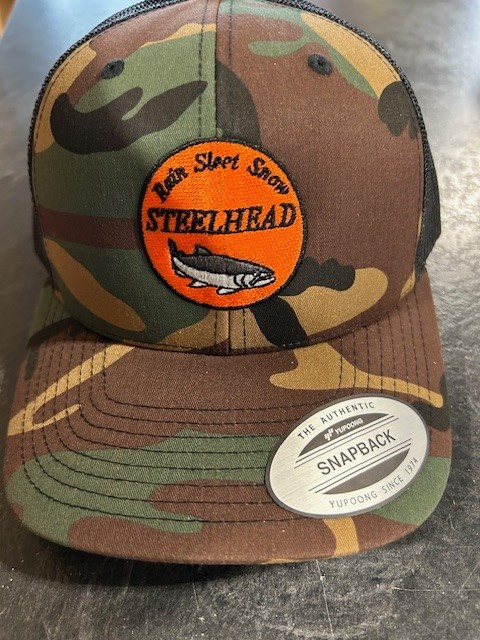 Rain Sleet Snow
STEELHEAD
THE AUTHENTIC
YUPOONG
SNAPBACK
YUPOONG SINCE 1974